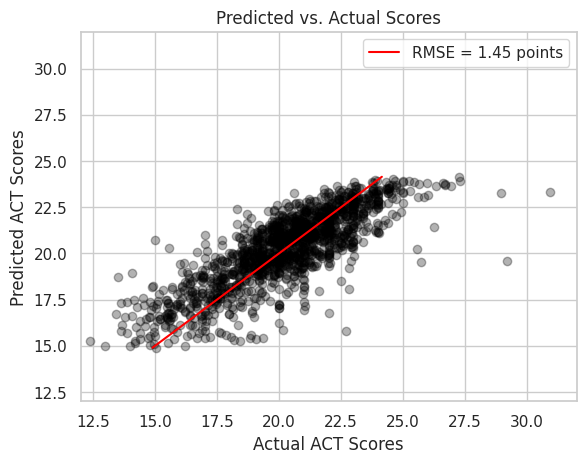 Predicted vs. Actual Scores
RMSE = 1.45 points
30.0
27.5
25.0
22.5
20.0
17.5
15.0
12.5
Predicted ACT Scores
12.5 15.0 17.5 20.0 22.5 25.0 27.5 30.0
Actual ACT Scores